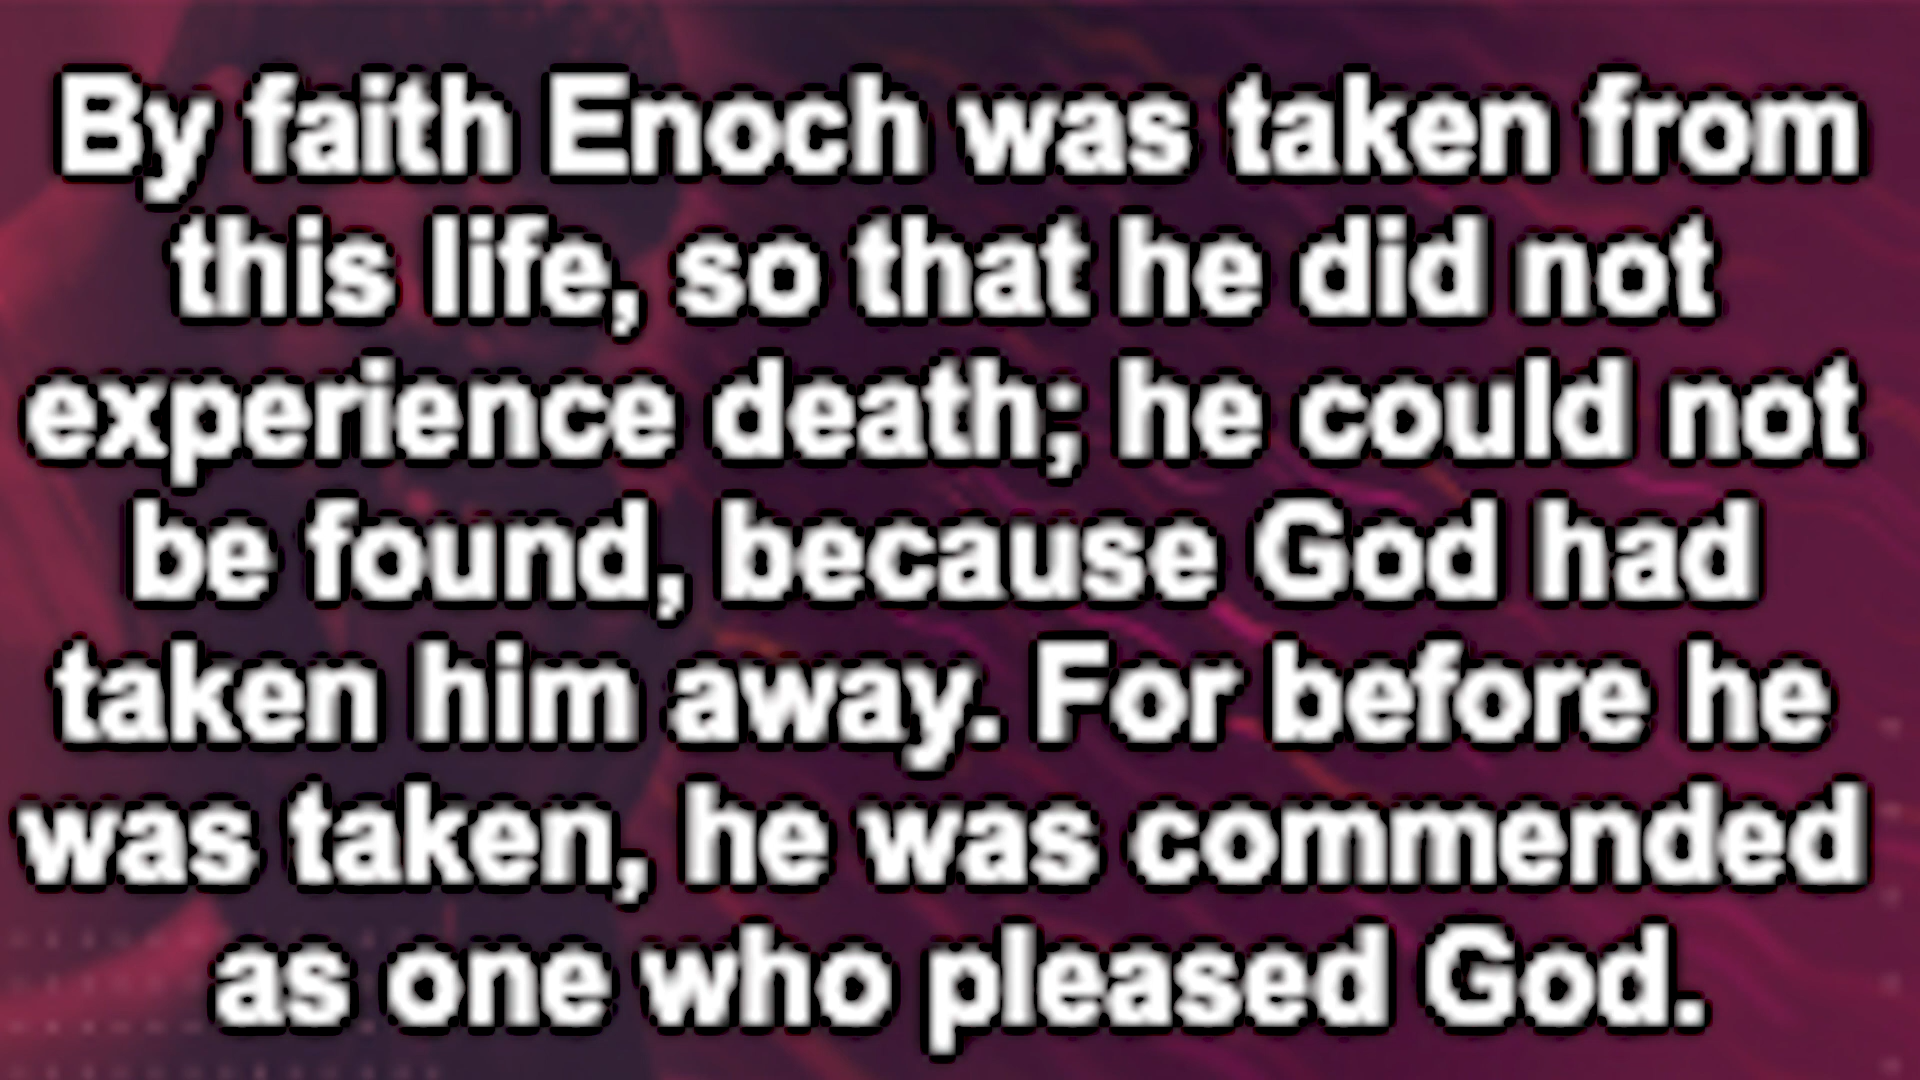 By faith Enoch was taken from
this life, so that he did not
experience death; he could not
be found, because God had
taken him away. For before he
was taken, he was commended
as one who pleased God.